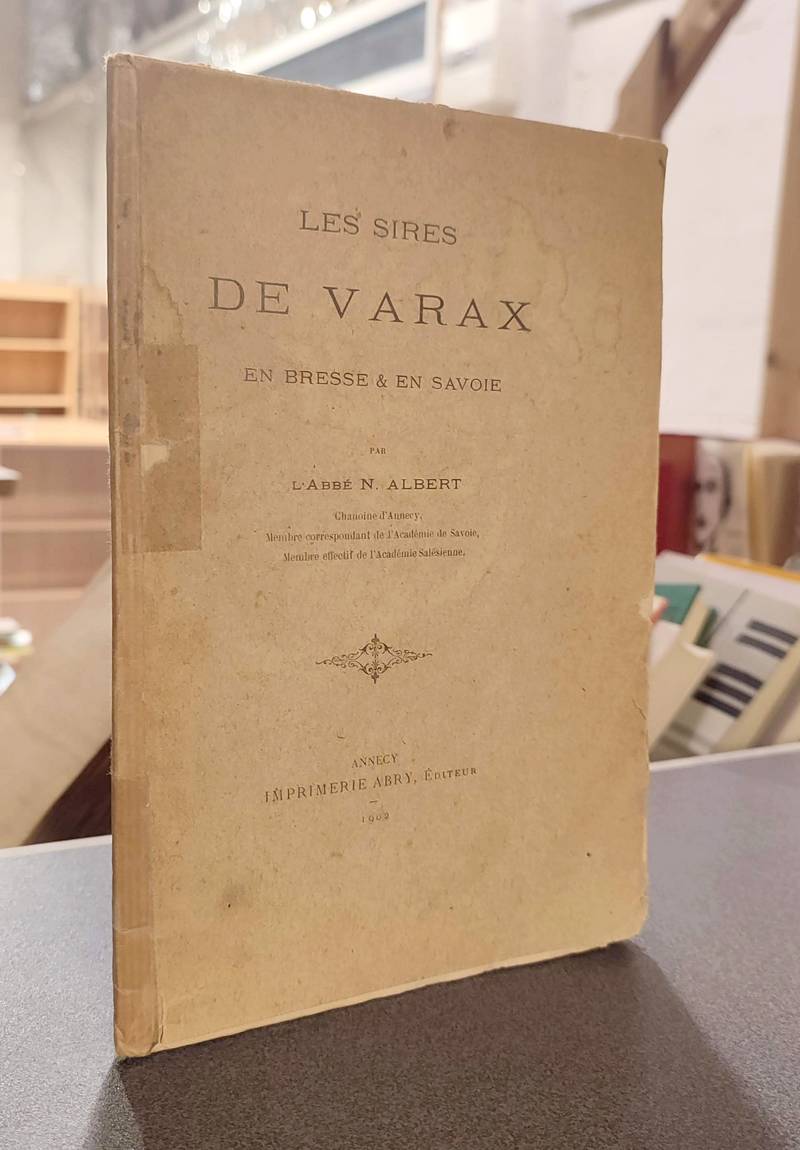 LES SIRES
DE VARAX
EN BRESSE & EN SAVOIE
PAR
L'ABBÉ N. ALBERT
Chanoine d'Annecy,
Membre correspondant de l'Académie de Savoie,
Membre effectif de l'Académie Salésienne.
ANNECY
IMPRIMERIE ABRY, ÉDITEUR
1902